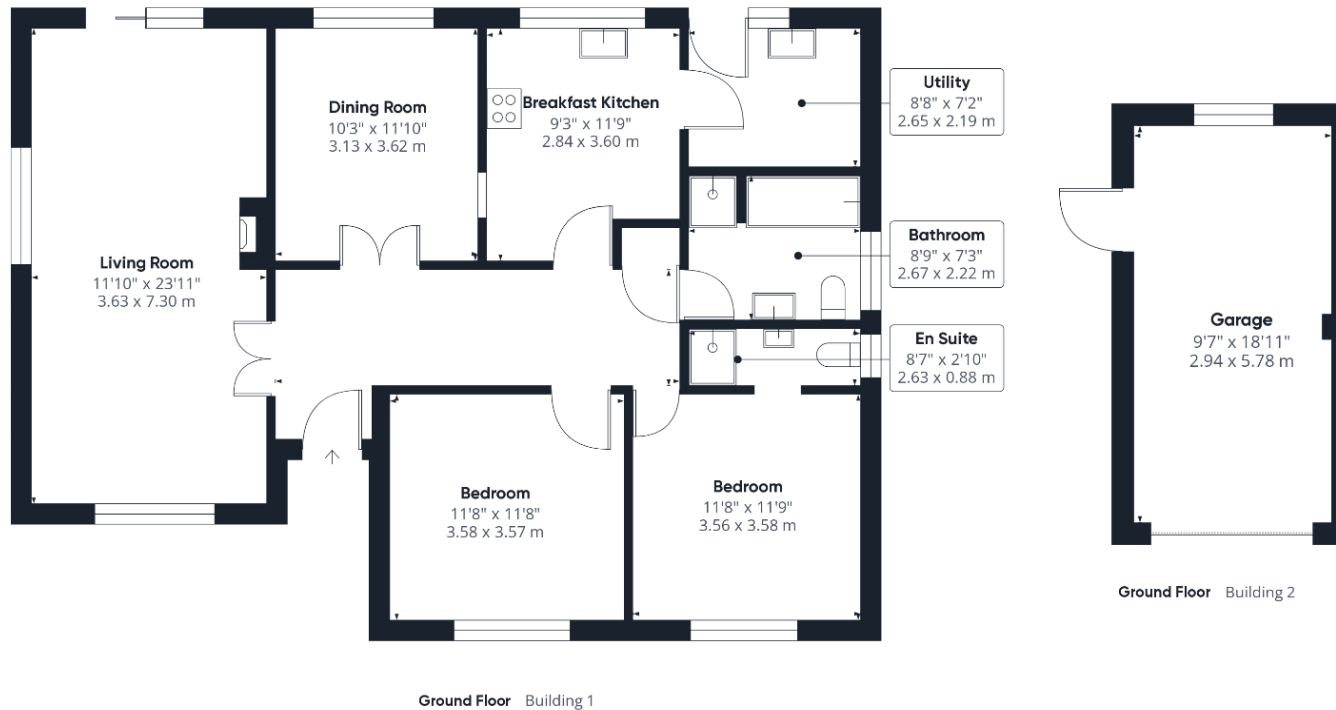 Living Room
11'10" x 23'11"
3.63 x 7.30 m
Dining Room
10'3" x 11'10"
3.13 x 3.62 m
Breakfast Kitchen
9'3" x 11'9"
2.84 x 3.60 m
Utility
8'8" x 7'2"
2.65 x 2.19 m
Bathroom
8'9" x 7'3"
2.67 x 2.22 m
En Suite
8'7" x 2'10"
2.63 x 0.88 m
Bedroom
11'8" x 11'8"
3.58 x 3.57 m
Bedroom
11'8" x 11'9"
3.56 x 3.58 m
Garage
9'7" x 18'11"
2.94 x 5.78 m
Ground Floor Building 2
Ground Floor Building 1